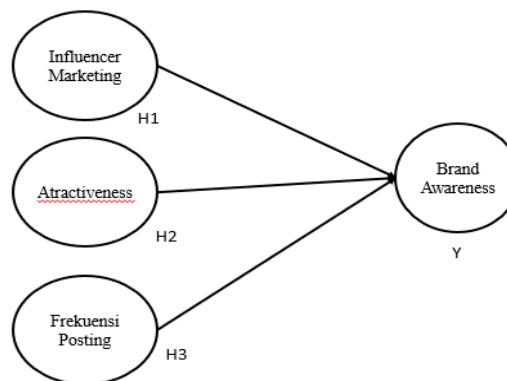 Influencer
Marketing
H1
Atractiveness
H2
Brand
Awareness
Y
Frekuensi
Posting
H3